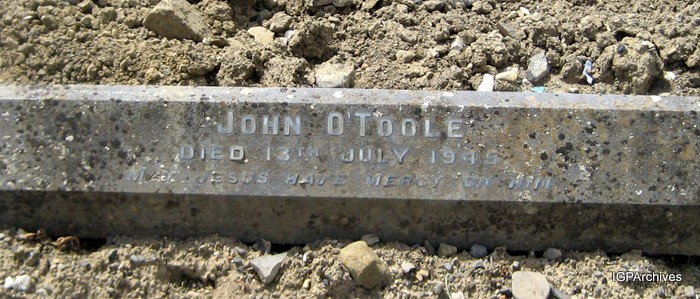 JOHN O'TOOLE
DIED 13TH JULY 1945
MAY JESUS HAVE MERCY ON HIM
IGPArchives